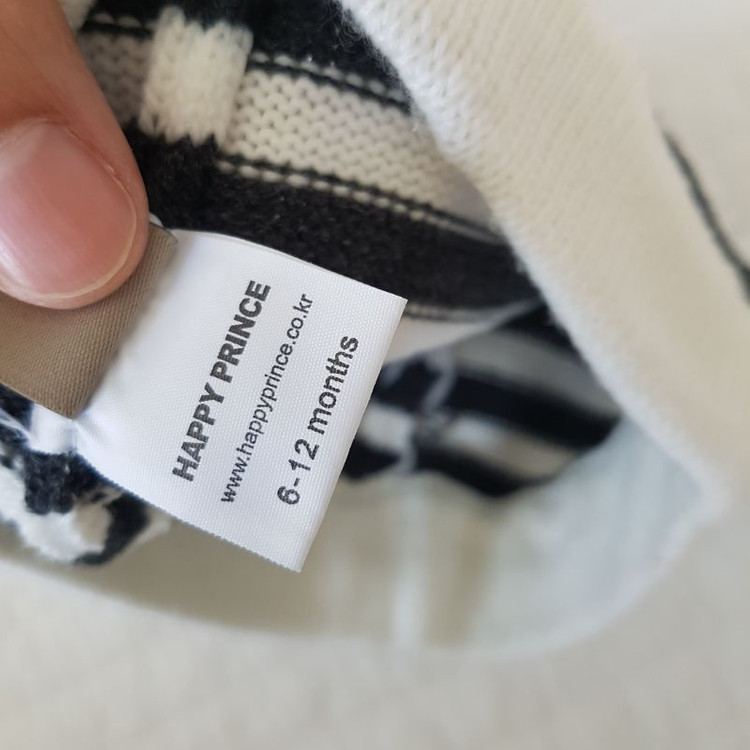 HAPPY PRINCE
www.happyprince.co.kr
6-12 months